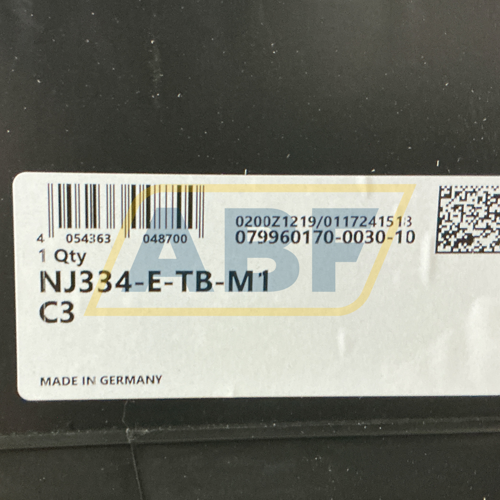 0200Z1219/0117241513
079960170-0030-10
4 054363 048700
1 Qty
NJ334-E-TB-M1
C3
MADE IN GERMANY
ABF